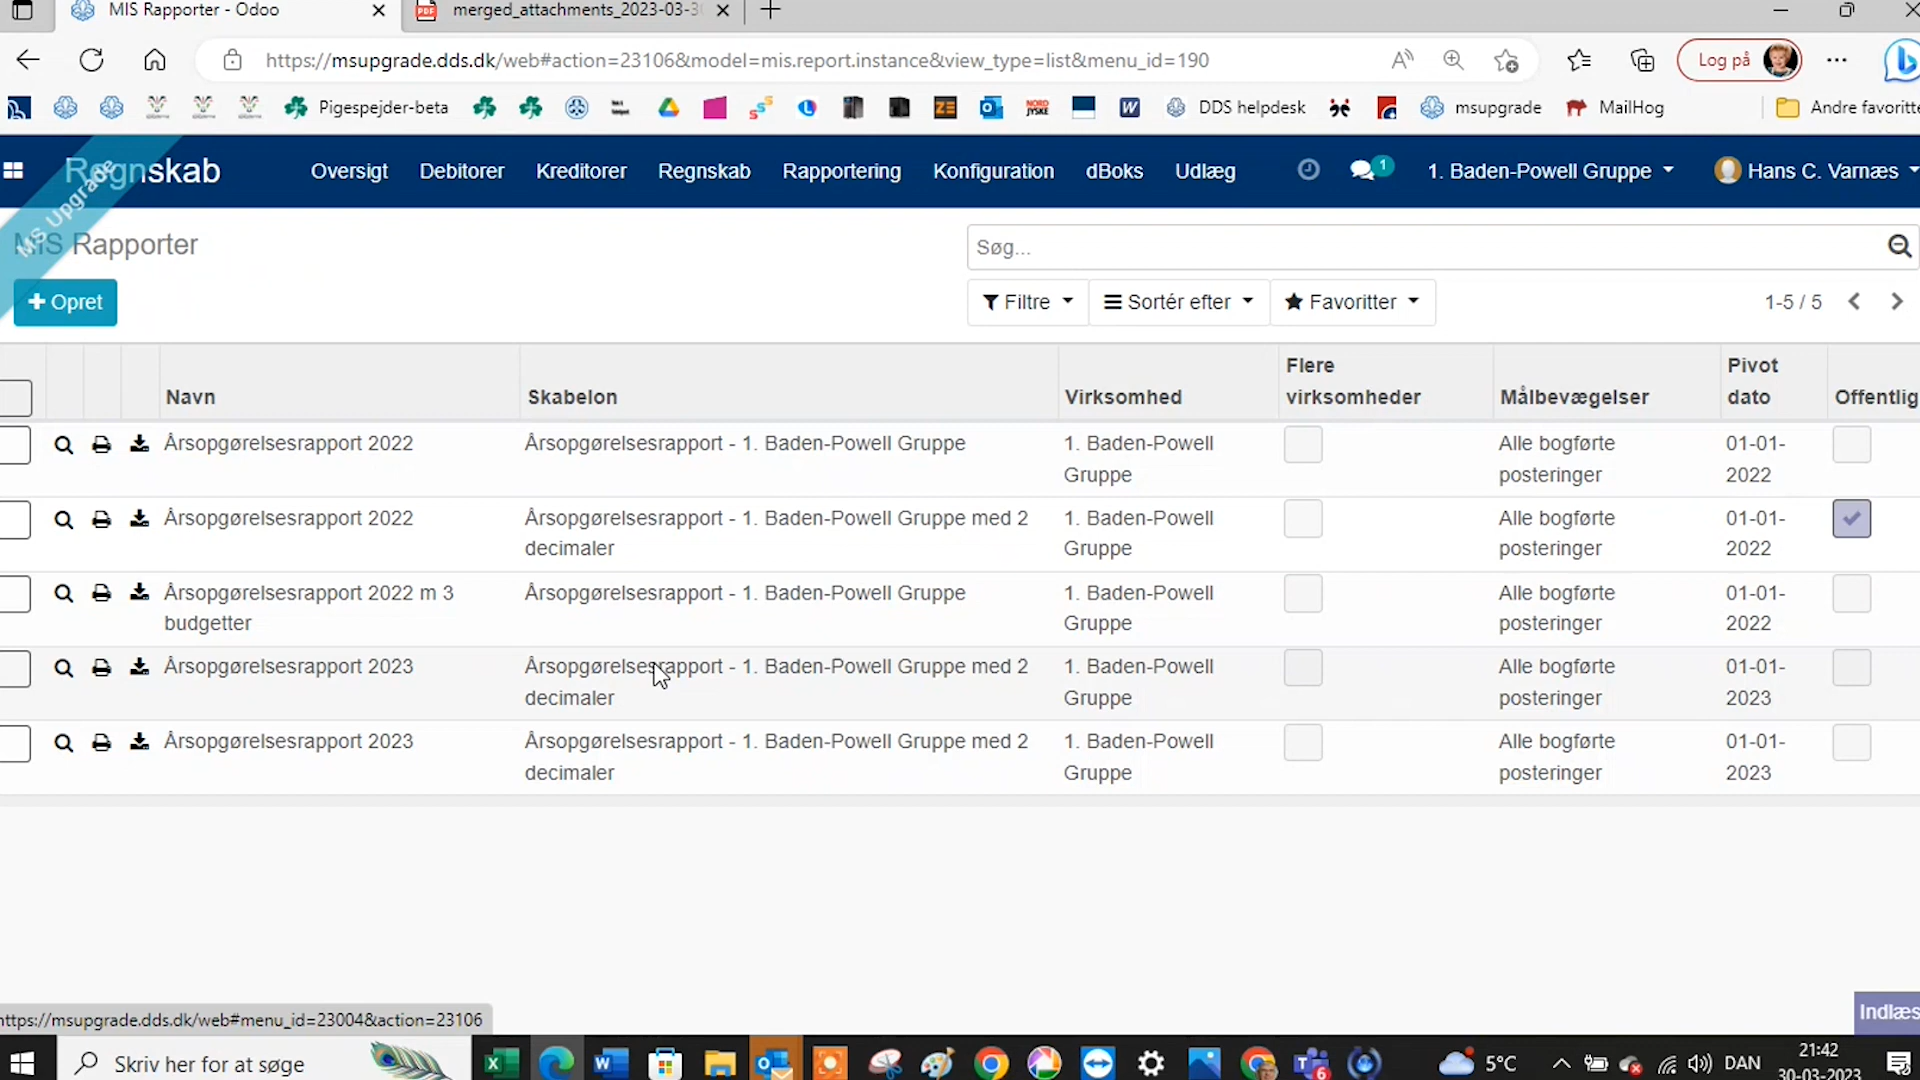 MIS Rapporter - Odoo
merged_attachments_2023-03-30
https://msupgrade.dds.dk/web#action=23106&model=mis.report.instance&view_type=list&menu_id=190
Log på
Pigespejder-beta
DDS helpdesk
msupgrade
MailHog
Andre favoritte
Regnskab
Oversigt
Debitorer
Kreditorer
Regnskab
Rapportering
Konfiguration
dBoks
Udlæg
1
1. Baden-Powell Gruppe
Hans C. Varnæs
MS Upgrade
MIS Rapporter
Søg...
Opret
Filtre
Sortér efter
Favoritter
1-5 / 5
Navn
Skabelon
Virksomhed
Flere virksomheder
Målbevægelser
Pivot dato
Offentlig
Årsopgørelsesrapport 2022
Årsopgørelsesrapport - 1. Baden-Powell Gruppe
1. Baden-Powell Gruppe
Alle bogførte posteringer
01-01-2022
Årsopgørelsesrapport 2022
Årsopgørelsesrapport - 1. Baden-Powell Gruppe med 2 decimaler
1. Baden-Powell Gruppe
Alle bogførte posteringer
01-01-2022
Årsopgørelsesrapport 2022 m 3 budgetter
Årsopgørelsesrapport - 1. Baden-Powell Gruppe
1. Baden-Powell Gruppe
Alle bogførte posteringer
01-01-2022
Årsopgørelsesrapport 2023
Årsopgørelsesrapport - 1. Baden-Powell Gruppe med 2 decimaler
1. Baden-Powell Gruppe
Alle bogførte posteringer
01-01-2023
Årsopgørelsesrapport 2023
Årsopgørelsesrapport - 1. Baden-Powell Gruppe med 2 decimaler
1. Baden-Powell Gruppe
Alle bogførte posteringer
01-01-2023
https://msupgrade.dds.dk/web#menu_id=23004&action=23106
Indlæs
Skriv her for at søge
6
5°C
DAN
21:42
30-03-2023